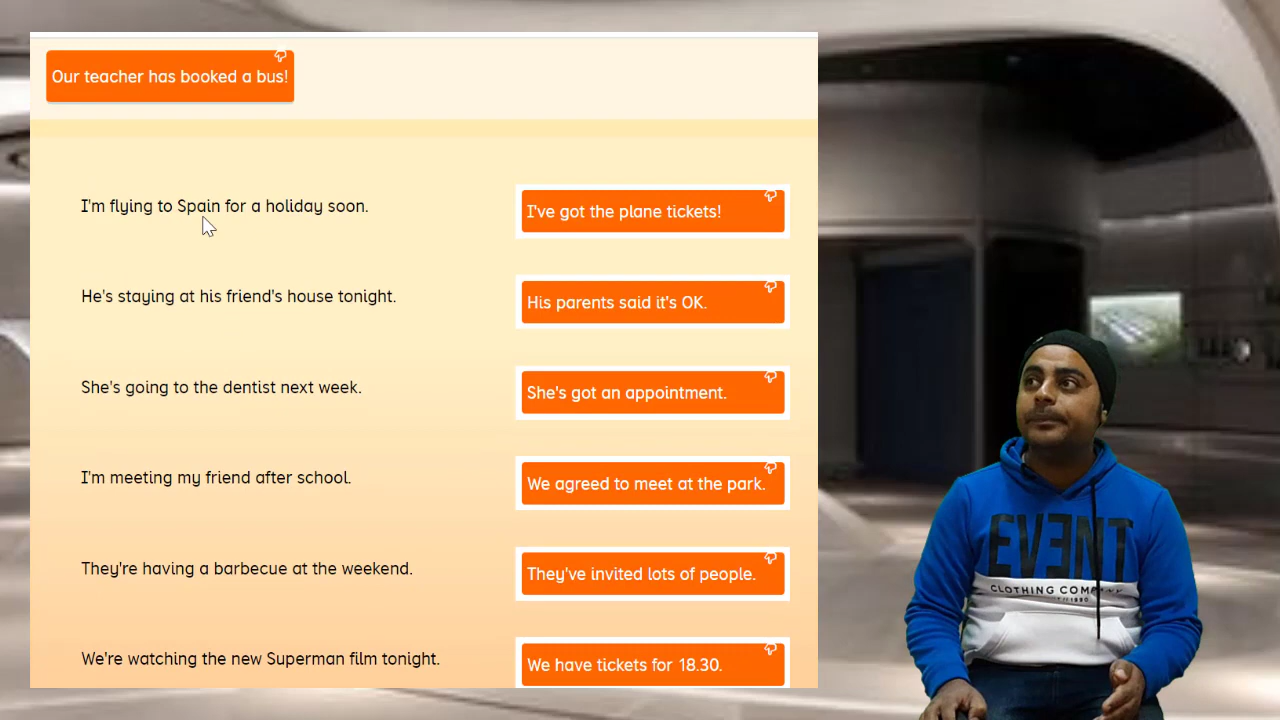 Our teacher has booked a bus!
I'm flying to Spain for a holiday soon.
I've got the plane tickets!
He's staying at his friend's house tonight.
His parents said it's OK.
She's going to the dentist next week.
She's got an appointment.
I'm meeting my friend after school.
We agreed to meet at the park.
They're having a barbecue at the weekend.
They've invited lots of people.
We're watching the new Superman film tonight.
We have tickets for 18.30.
EVENT
CLOTHING COMPANY